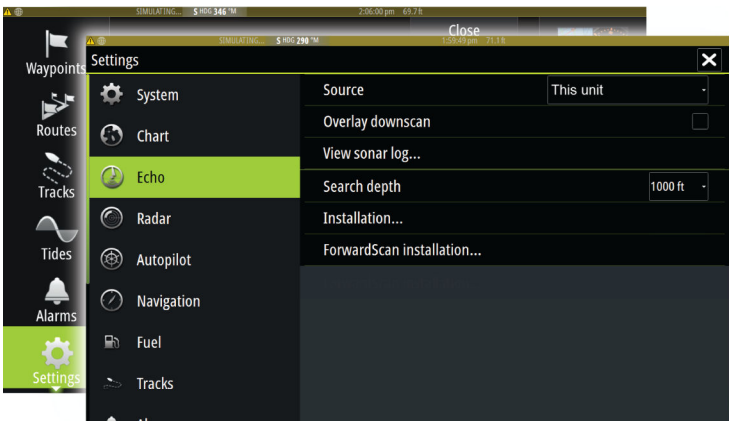 SIMULATING... S HDG 346 °M 2:06:00 pm 69.7 ft
Close
Waypoints
Routes
Tracks
Tides
Alarms
Settings
SIMULATING... S HDG 290 °M 1:59:49 pm 71.1 ft
Settings
System
Chart
Echo
Radar
Autopilot
Navigation
Fuel
Tracks
Source This unit
Overlay downscan
View sonar log...
Search depth 1000 ft
Installation...
ForwardScan installation...